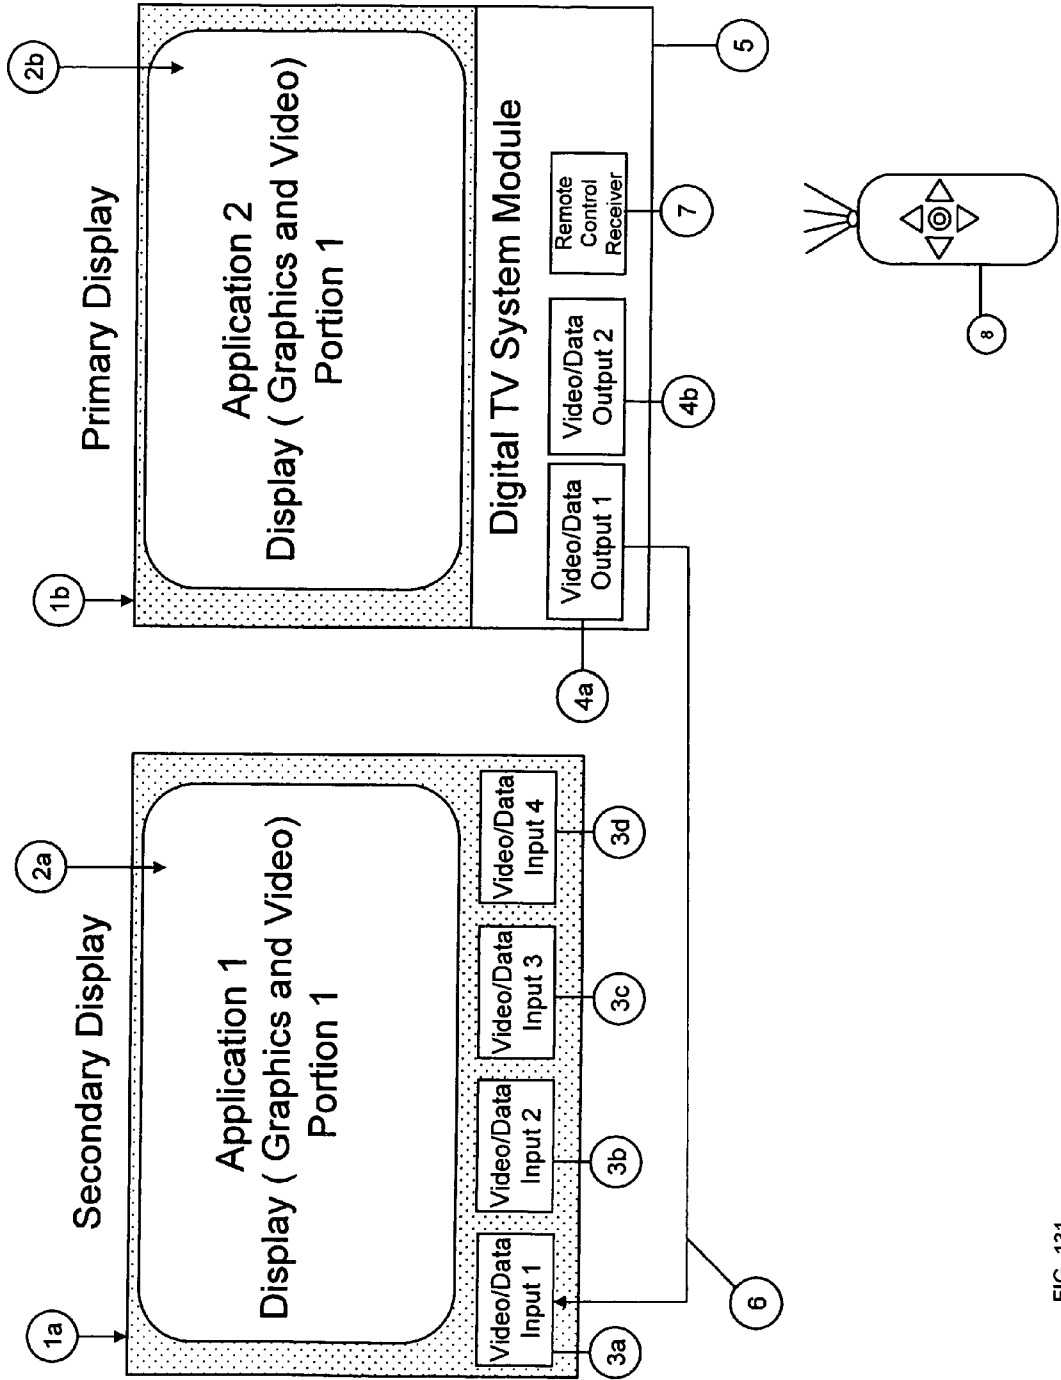 Secondary Display
1a
2a
Application 1
Display ( Graphics and Video)
Portion 1
Video/Data
Input 1
Video/Data
Input 2
Video/Data
Input 3
Video/Data
Input 4
3a
3b
3c
3d
6
Primary Display
1b
2b
Application 2
Display ( Graphics and Video)
Portion 1
Digital TV System Module
Video/Data
Output 1
Video/Data
Output 2
Remote
Control
Receiver
4a
4b
7
5
8
FIG. 131